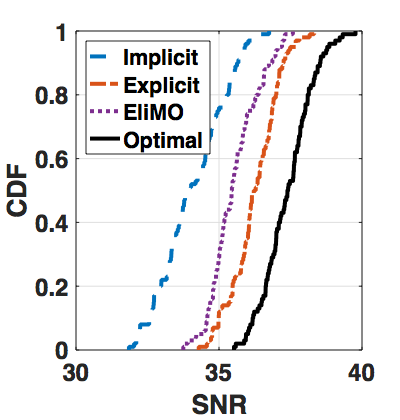 1
0.8
0.6
0.4
0.2
0
CDF
Implicit
Explicit
EliMO
Optimal
30 35 40
SNR